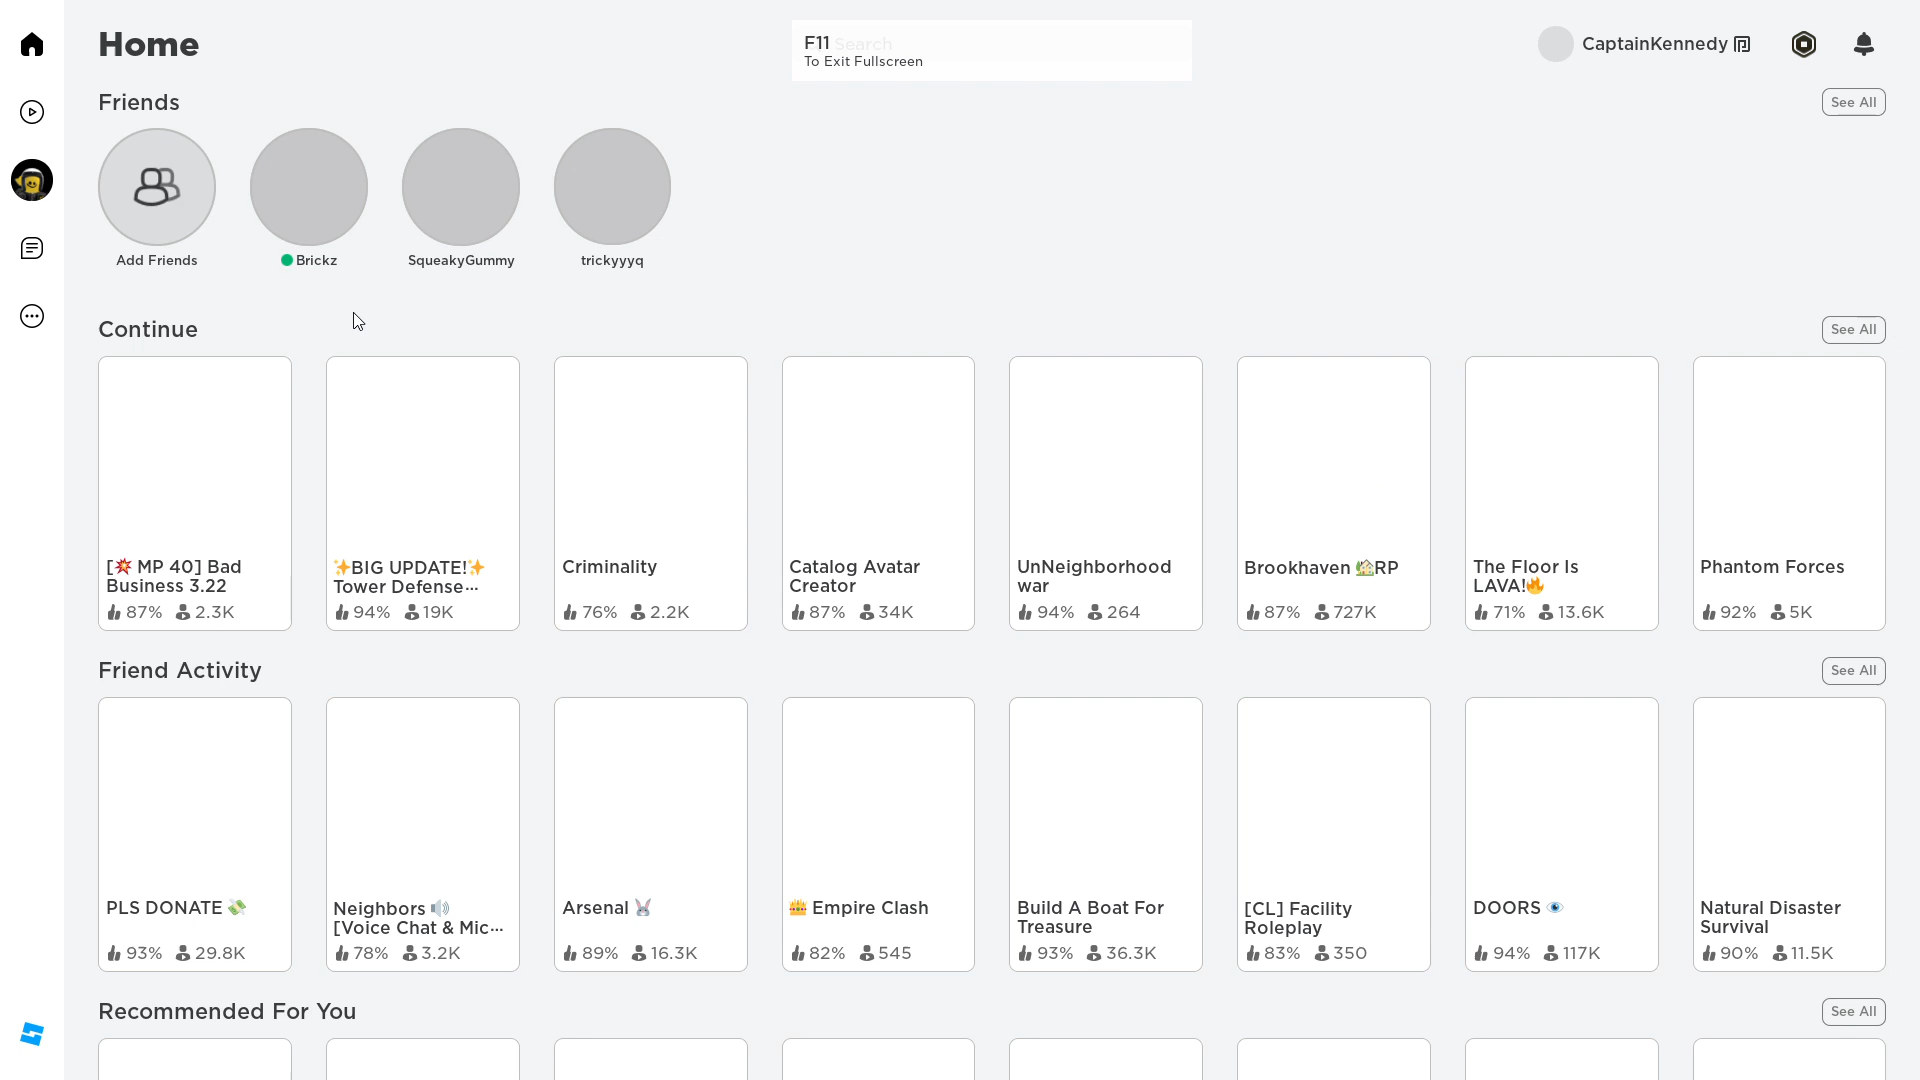 Home
F11 Search
To Exit Fullscreen
CaptainKennedy
Friends
See All
Add Friends
Brickz
SqueakyGummy
trickyyyq
Continue
See All
[💥 MP 40] Bad
Business 3.22
87% 2.3K
✨BIG UPDATE!✨
Tower Defense...
94% 19K
Criminality
76% 2.2K
Catalog Avatar
Creator
87% 34K
UnNeighborhood
war
94% 264
Brookhaven 🏡RP
87% 727K
The Floor Is
LAVA!🔥
71% 13.6K
Phantom Forces
92% 5K
Friend Activity
See All
PLS DONATE 💸
93% 29.8K
Neighbors 🔊
[Voice Chat & Mic...
78% 3.2K
Arsenal 🐰
89% 16.3K
👑 Empire Clash
82% 545
Build A Boat For
Treasure
93% 36.3K
[CL] Facility
Roleplay
83% 350
DOORS 👁️
94% 117K
Natural Disaster
Survival
90% 11.5K
Recommended For You
See All